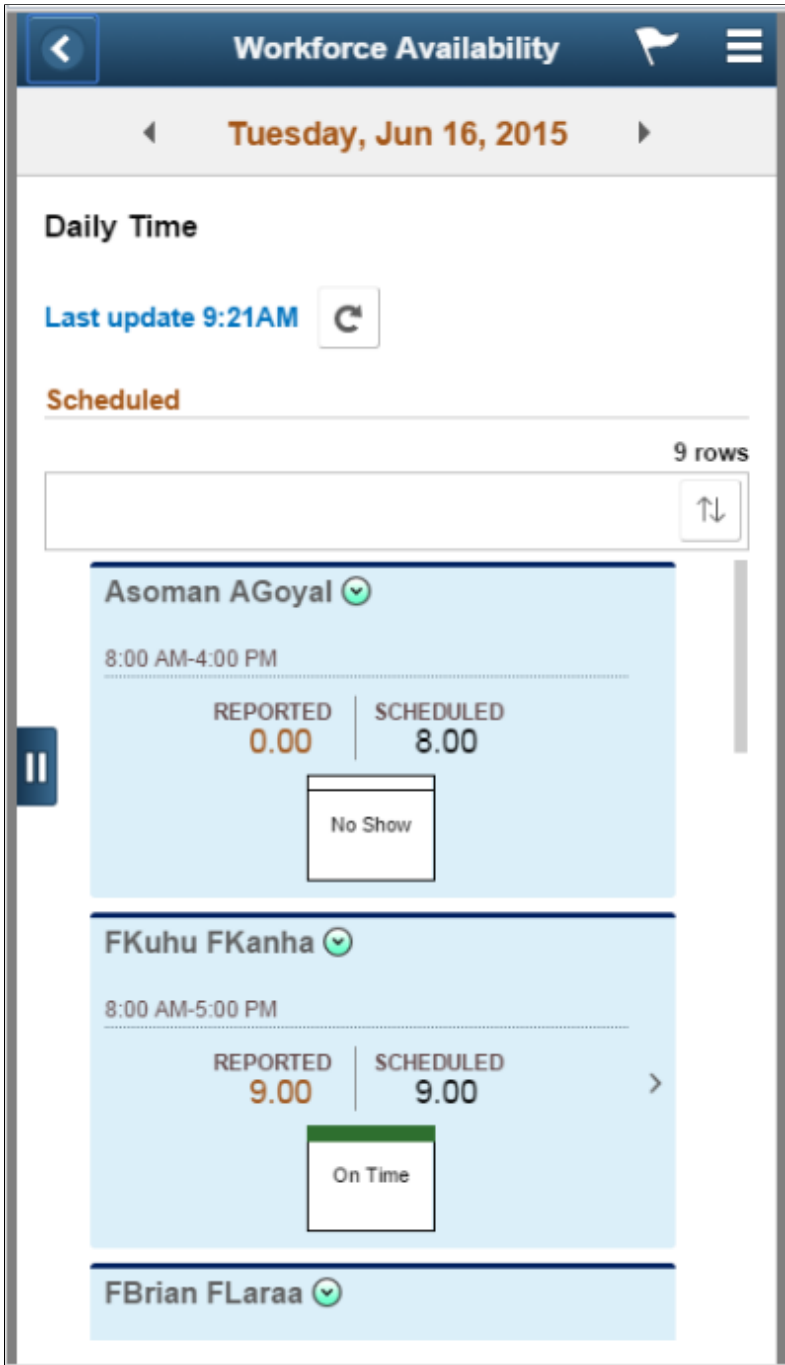 Workforce Availability
Tuesday, Jun 16, 2015
Daily Time
Last update 9:21AM
Scheduled
9 rows
Asoman AGoyal
8:00 AM-4:00 PM
REPORTED SCHEDULED
0.00 8.00
No Show
FKuhu FKanha
8:00 AM-5:00 PM
REPORTED SCHEDULED
9.00 9.00
On Time
FBrian FLaraa